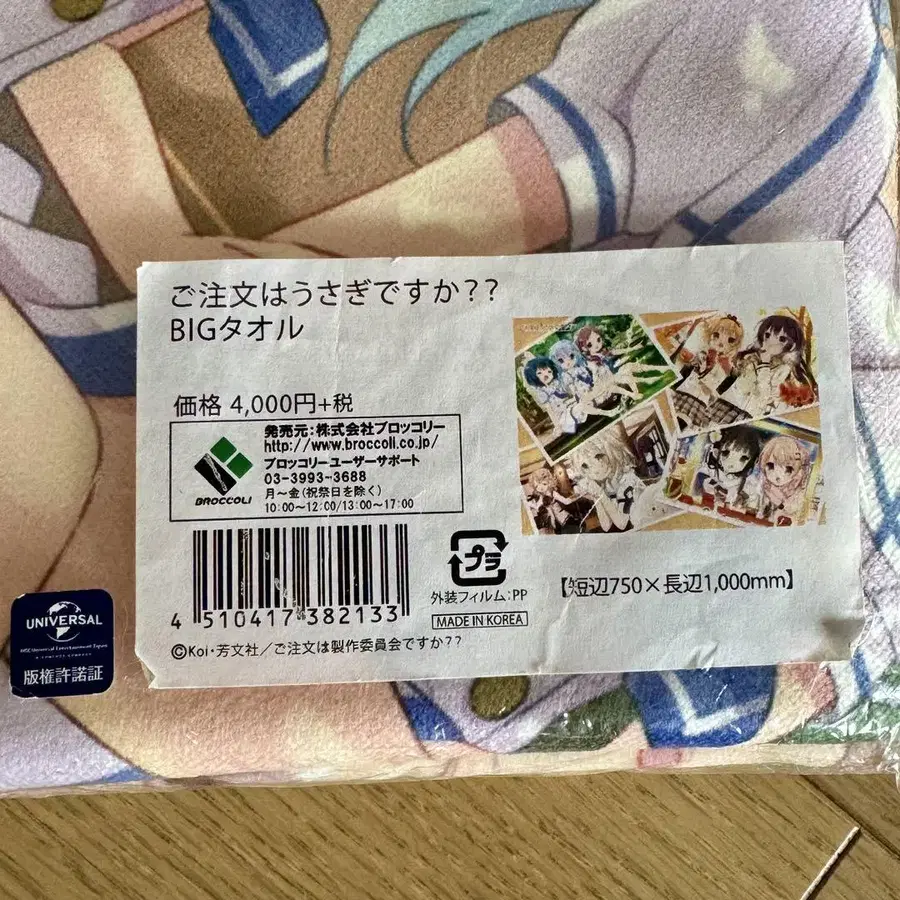 ご注文はうさぎですか？？
BIGタオル
価格 4,000円+税
発売元:株式会社ブロッコリー
http://www.broccoli.co.jp/
ブロッコリーユーザーサポート
03-3993-3688
月～金(祝祭日を除く)
10:00～12:00/13:00～17:00
BROCCOLI
4 510417 382133
プラ
外装フィルム:PP
MADE IN KOREA
【短辺750×長辺1,000mm】
©Koi・芳文社／ご注文は製作委員会ですか？？
UNIVERSAL
NBC Universal Entertainment Japan
版権許諾証